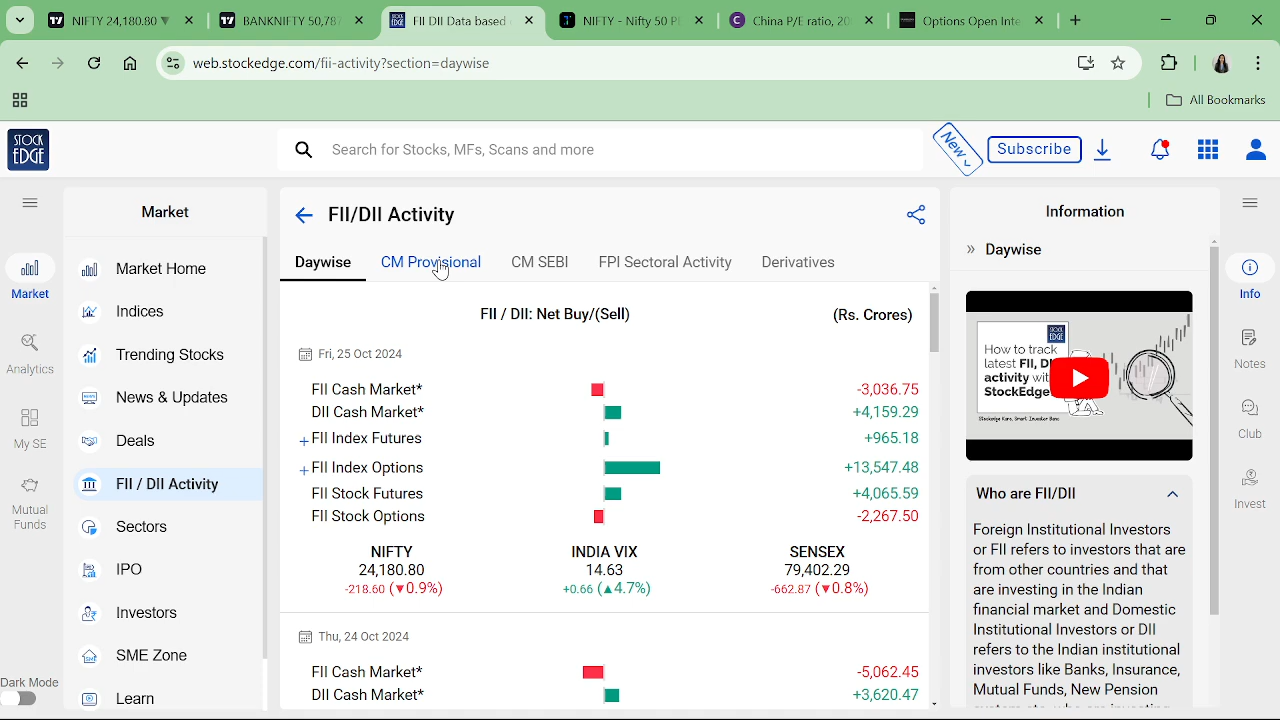 NIFTY 24,180.80 ▼
BANKNIFTY 50,787
FII DII Data based
NIFTY - Nifty 50 P
China P/E ratio, 20
Options Open Inte
web.stockedge.com/fii-activity?section=daywise
All Bookmarks
STOCK
EDGE
Search for Stocks, MFs, Scans and more
New
Subscribe
Market
Analytics
My SE
Mutual
Funds
Dark Mode
Market
Market Home
Indices
Trending Stocks
News & Updates
Deals
FII / DII Activity
Sectors
IPO
Investors
SME Zone
Learn
FII/DII Activity
Daywise CM Provisional CM SEBI FPI Sectoral Activity Derivatives
FII / DII: Net Buy/(Sell) (Rs. Crores)
Fri, 25 Oct 2024
FII Cash Market* -3,036.75
DII Cash Market* +4,159.29
+ FII Index Futures +965.18
+ FII Index Options +13,547.48
FII Stock Futures +4,065.59
FII Stock Options -2,267.50
NIFTY INDIA VIX SENSEX
24,180.80 14.63 79,402.29
-218.60 (▼0.9%) +0.66 (▲4.7%) -662.87 (▼0.8%)
Thu, 24 Oct 2024
FII Cash Market* -5,062.45
DII Cash Market* +3,620.47
Information
» Daywise
STOCK
EDGE
How to track
latest FII, D
activity wit
StockEdge
Stockedge Karo, Smart Investor Bano
Who are FII/DII
Foreign Institutional Investors
or FII refers to investors that are
from other countries and that
are investing in the Indian
financial market and Domestic
Institutional Investors or DII
refers to the Indian institutional
investors like Banks, Insurance,
Mutual Funds, New Pension
Info
Notes
Club
Invest